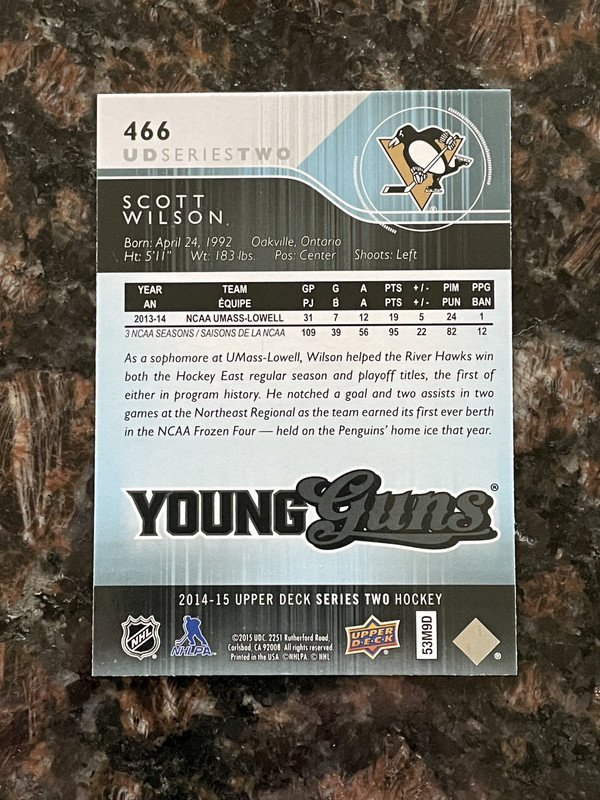 466
UDSERIESTWO
SCOTT
WILSON
Born: April 24, 1992 Oakville, Ontario
Ht: 5'11" Wt: 183 lbs. Pos: Center Shoots: Left
YEAR TEAM GP G A PTS +/- PIM PPG
AN ÉQUIPE PJ B A PTS +/- PUN BAN
2013-14 NCAA UMASS-LOWELL 31 7 12 19 5 24 1
3 NCAA SEASONS / SAISONS DE LA NCAA 109 39 56 95 22 82 12
As a sophomore at UMass-Lowell, Wilson helped the River Hawks win
both the Hockey East regular season and playoff titles, the first of
either in program history. He notched a goal and two assists in two
games at the Northeast Regional as the team earned its first ever berth
in the NCAA Frozen Four — held on the Penguins' home ice that year.
YOUNG Guns®
2014-15 UPPER DECK SERIES TWO HOCKEY
NHL
NHLPA
©2015 UDC. 2251 Rutherford Road,
Carlsbad, CA 92008. All rights reserved.
Printed in the USA. ©NHLPA. © NHL.
UPPER
DECK
53M9D
®